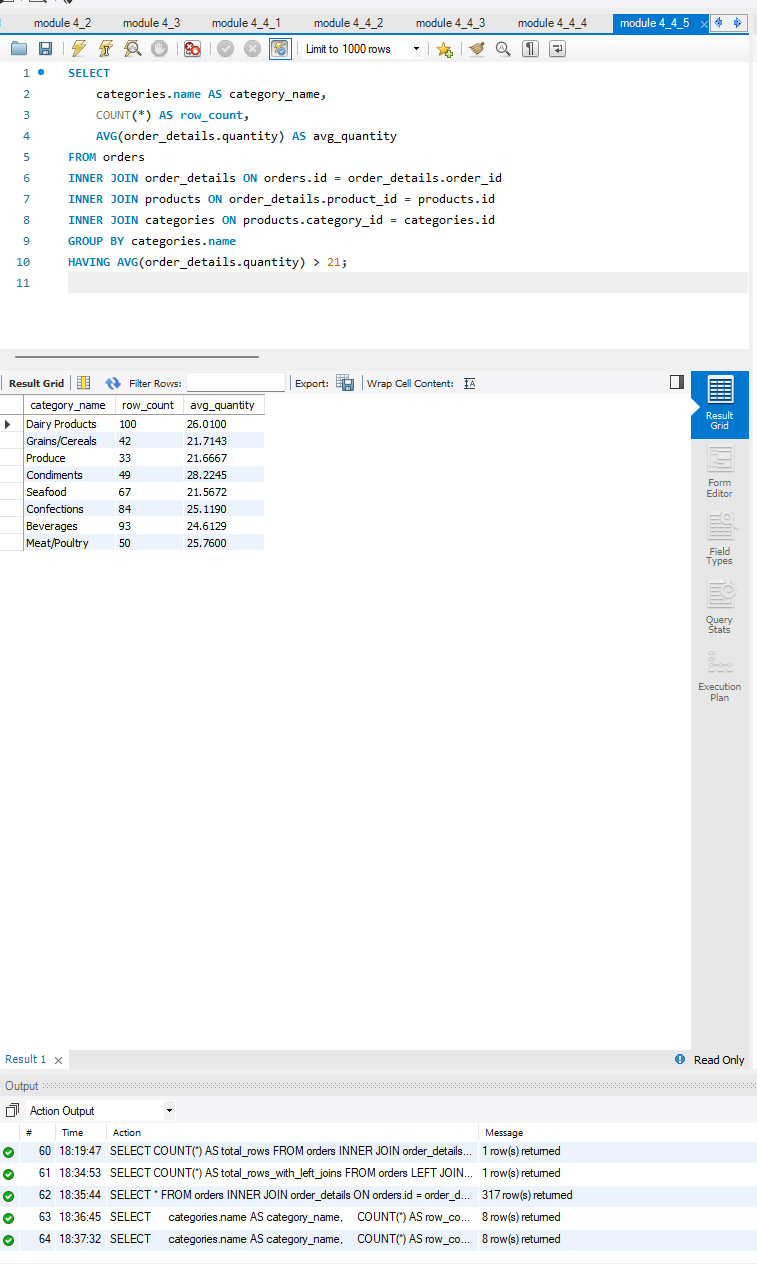 module 4_2 module 4_3 module 4_4_1 module 4_4_2 module 4_4_3 module 4_4_4 module 4_4_5
Limit to 1000 rows
1 SELECT
2 categories.name AS category_name,
3 COUNT(*) AS row_count,
4 AVG(order_details.quantity) AS avg_quantity
5 FROM orders
6 INNER JOIN order_details ON orders.id = order_details.order_id
7 INNER JOIN products ON order_details.product_id = products.id
8 INNER JOIN categories ON products.category_id = categories.id
9 GROUP BY categories.name
10 HAVING AVG(order_details.quantity) > 21;
11
Result Grid Filter Rows: Export: Wrap Cell Content:
category_name row_count avg_quantity
Dairy Products 100 26.0100
Grains/Cereals 42 21.7143
Produce 33 21.6667
Condiments 49 28.2245
Seafood 67 21.5672
Confections 84 25.1190
Beverages 93 24.6129
Meat/Poultry 50 25.7600
Result
Grid
Form
Editor
Field
Types
Query
Stats
Execution
Plan
Result 1 Read Only
Output
Action Output
# Time Action Message
60 18:19:47 SELECT COUNT(*) AS total_rows FROM orders INNER JOIN order_details... 1 row(s) returned
61 18:34:53 SELECT COUNT(*) AS total_rows_with_left_joins FROM orders LEFT JOIN... 1 row(s) returned
62 18:35:44 SELECT * FROM orders INNER JOIN order_details ON orders.id = order_d... 317 row(s) returned
63 18:36:45 SELECT categories.name AS category_name, COUNT(*) AS row_co... 8 row(s) returned
64 18:37:32 SELECT categories.name AS category_name, COUNT(*) AS row_co... 8 row(s) returned